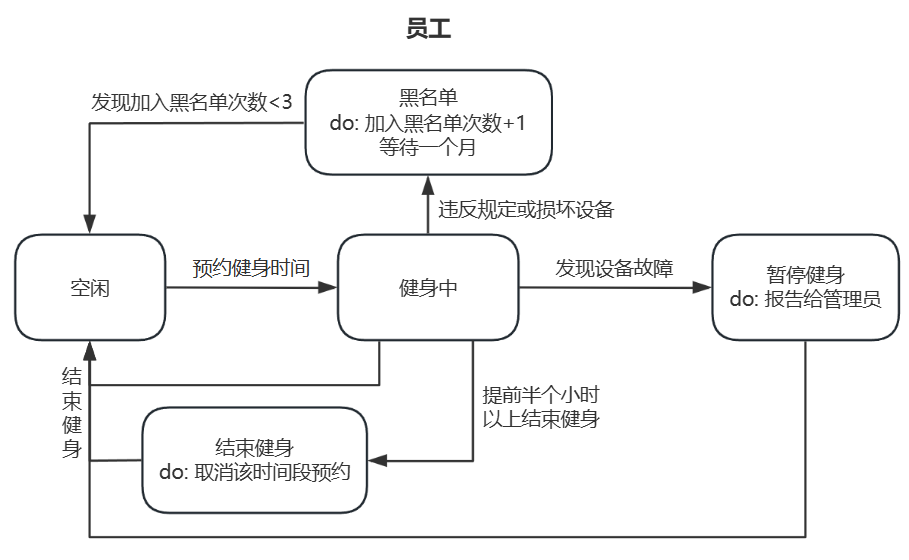 员工
发现加入黑名单次数<3
黑名单
do: 加入黑名单次数+1
等待一个月
违反规定或损坏设备
空闲
预约健身时间
健身中
发现设备故障
暂停健身
do: 报告给管理员
结束健身
提前半个小时
以上结束健身
结束健身
do: 取消该时间段预约